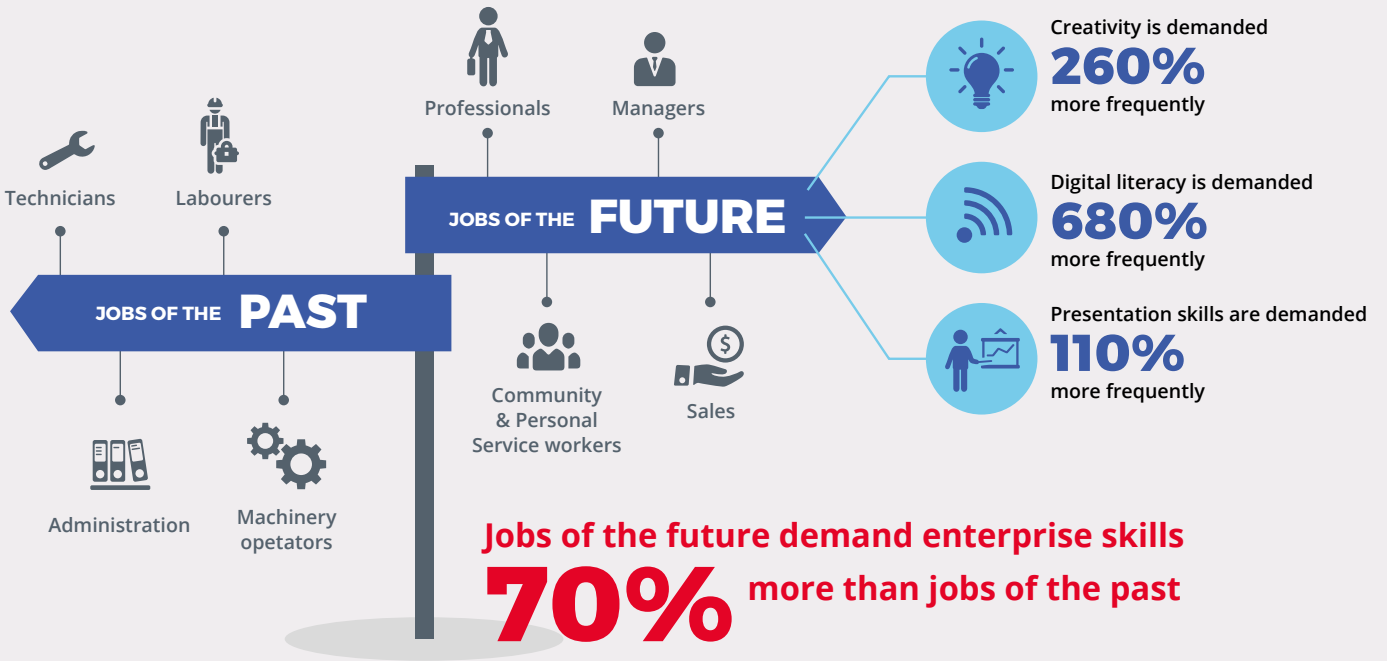 Technicians
Labourers
JOBS OF THE PAST
Administration
Machinery
opetators
Professionals
Managers
JOBS OF THE FUTURE
Community
& Personal
Service workers
$
Sales
Creativity is demanded
260%
more frequently
Digital literacy is demanded
680%
more frequently
Presentation skills are demanded
110%
more frequently
Jobs of the future demand enterprise skills
70% more than jobs of the past